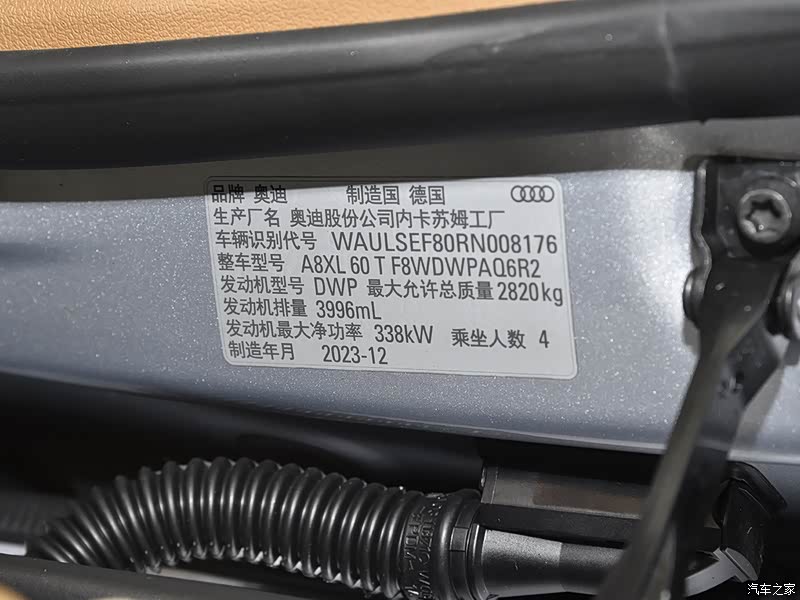 品牌 奥迪 制造国 德国
生产厂名 奥迪股份公司内卡苏姆工厂
车辆识别代号 WAULSEF80RN008176
整车型号 A8XL 60 T F8WDWPAQ6R2
发动机型号 DWP 最大允许总质量 2820kg
发动机排量 3996mL
发动机最大净功率 338kW 乘坐人数 4
制造年月 2023-12
汽车之家